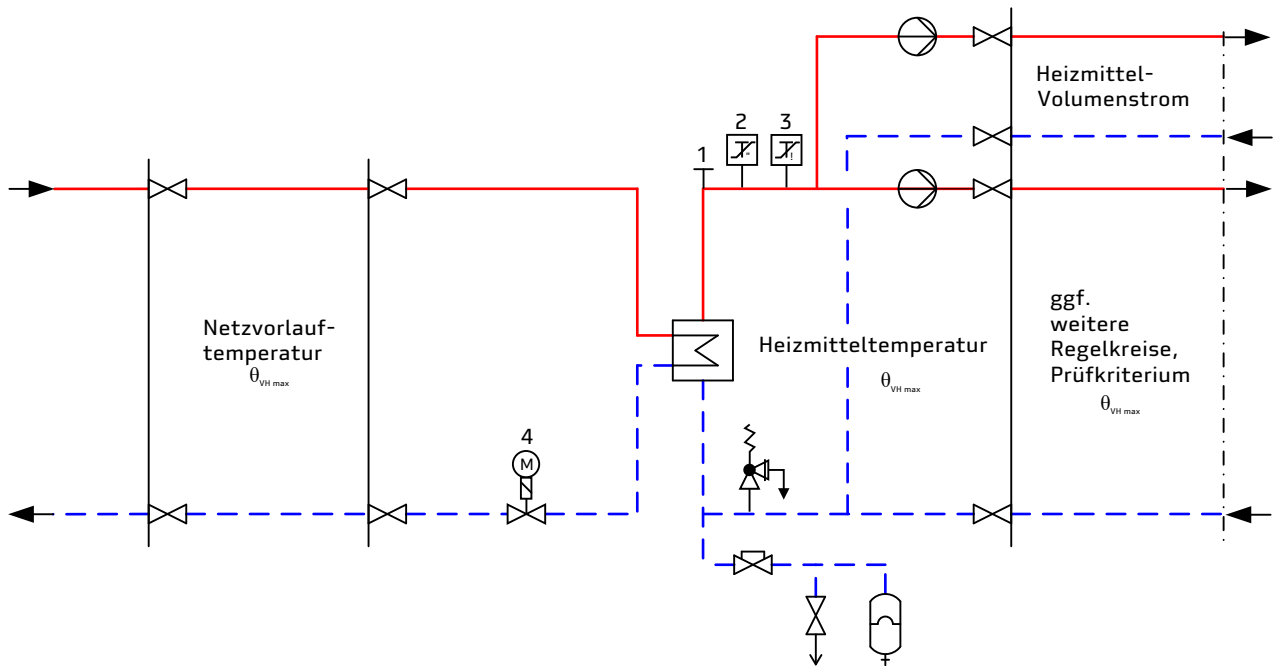 Heizmittel-
Volumenstrom
2
3
1
Netzvorlauf-
temperatur
θVH max
Heizmitteltemperatur
θVH max
ggf.
weitere
Regelkreise,
Prüfkriterium
θVH max
4
M